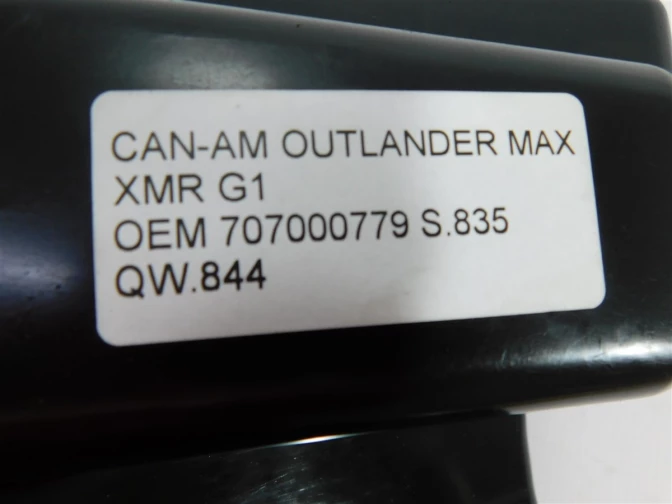 CAN-AM OUTLANDER MAX
XMR G1
OEM 707000779 S.835
QW.844